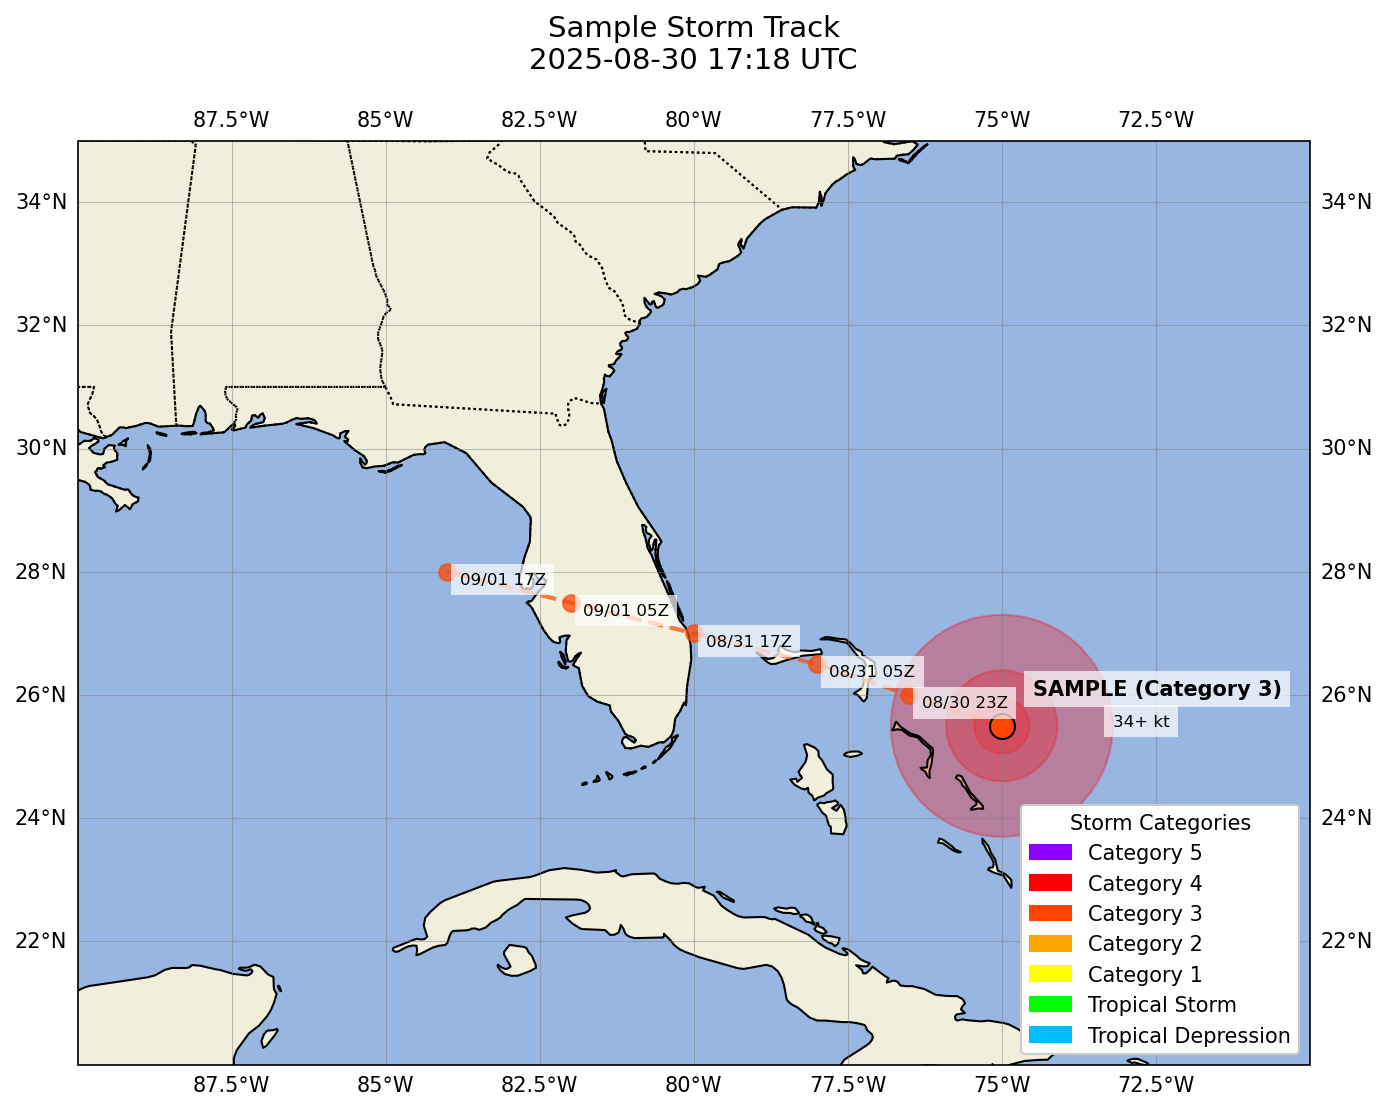 Sample Storm Track
2025-08-30 17:18 UTC
87.5°W 85°W 82.5°W 80°W 77.5°W 75°W 72.5°W
34°N 34°N
32°N 32°N
30°N 30°N
28°N 28°N
09/01 17Z
09/01 05Z
08/31 17Z
08/31 05Z
26°N 26°N
SAMPLE (Category 3)
08/30 23Z
34+ kt
24°N 24°N
Storm Categories
Category 5
Category 4
Category 3
Category 2
22°N 22°N
Category 1
Tropical Storm
Tropical Depression
87.5°W 85°W 82.5°W 80°W 77.5°W 75°W 72.5°W